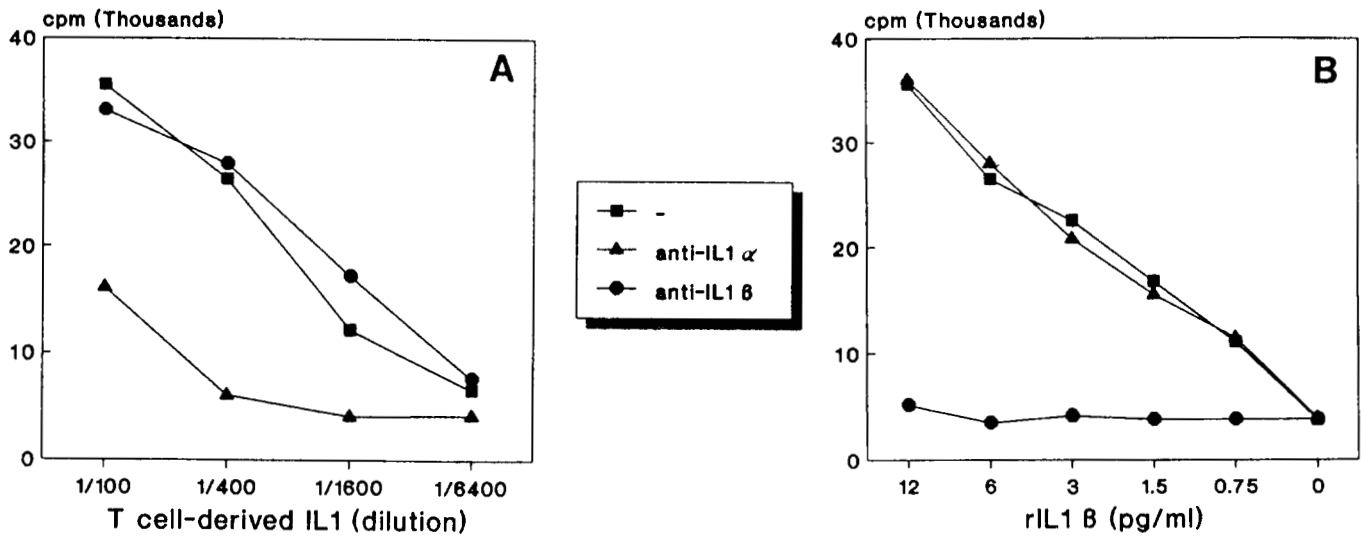 cpm (Thousands)
40
30
20
10
0
A
1/100 1/400 1/1600 1/6400
T cell-derived IL1 (dilution)
-
anti-IL1 α
anti-IL1 β
cpm (Thousands)
40
30
20
10
0
B
12 6 3 1.5 0.75 0
rIL1 β (pg/ml)